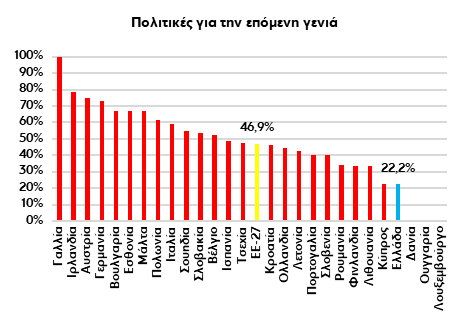 Πολιτικές για την επόμενη γενιά
100%
90%
80%
70%
60%
50%
40%
30%
20%
10%
0%
46,9%
22,2%
Γαλλία
Ιρλανδία
Αυστρία
Γερμανία
Βουλγαρία
Εσθονία
Μάλτα
Πολωνία
Ιταλία
Σουηδία
Σλοβακία
Βέλγιο
Ισπανία
Τσεχία
ΕΕ-27
Κροατία
Ολλανδία
Λετονία
Πορτογαλία
Σλοβενία
Ρουμανία
Φινλανδία
Λιθουανία
Κύπρος
Ελλάδα
Δανία
Ουγγαρία
Λουξεμβούργο